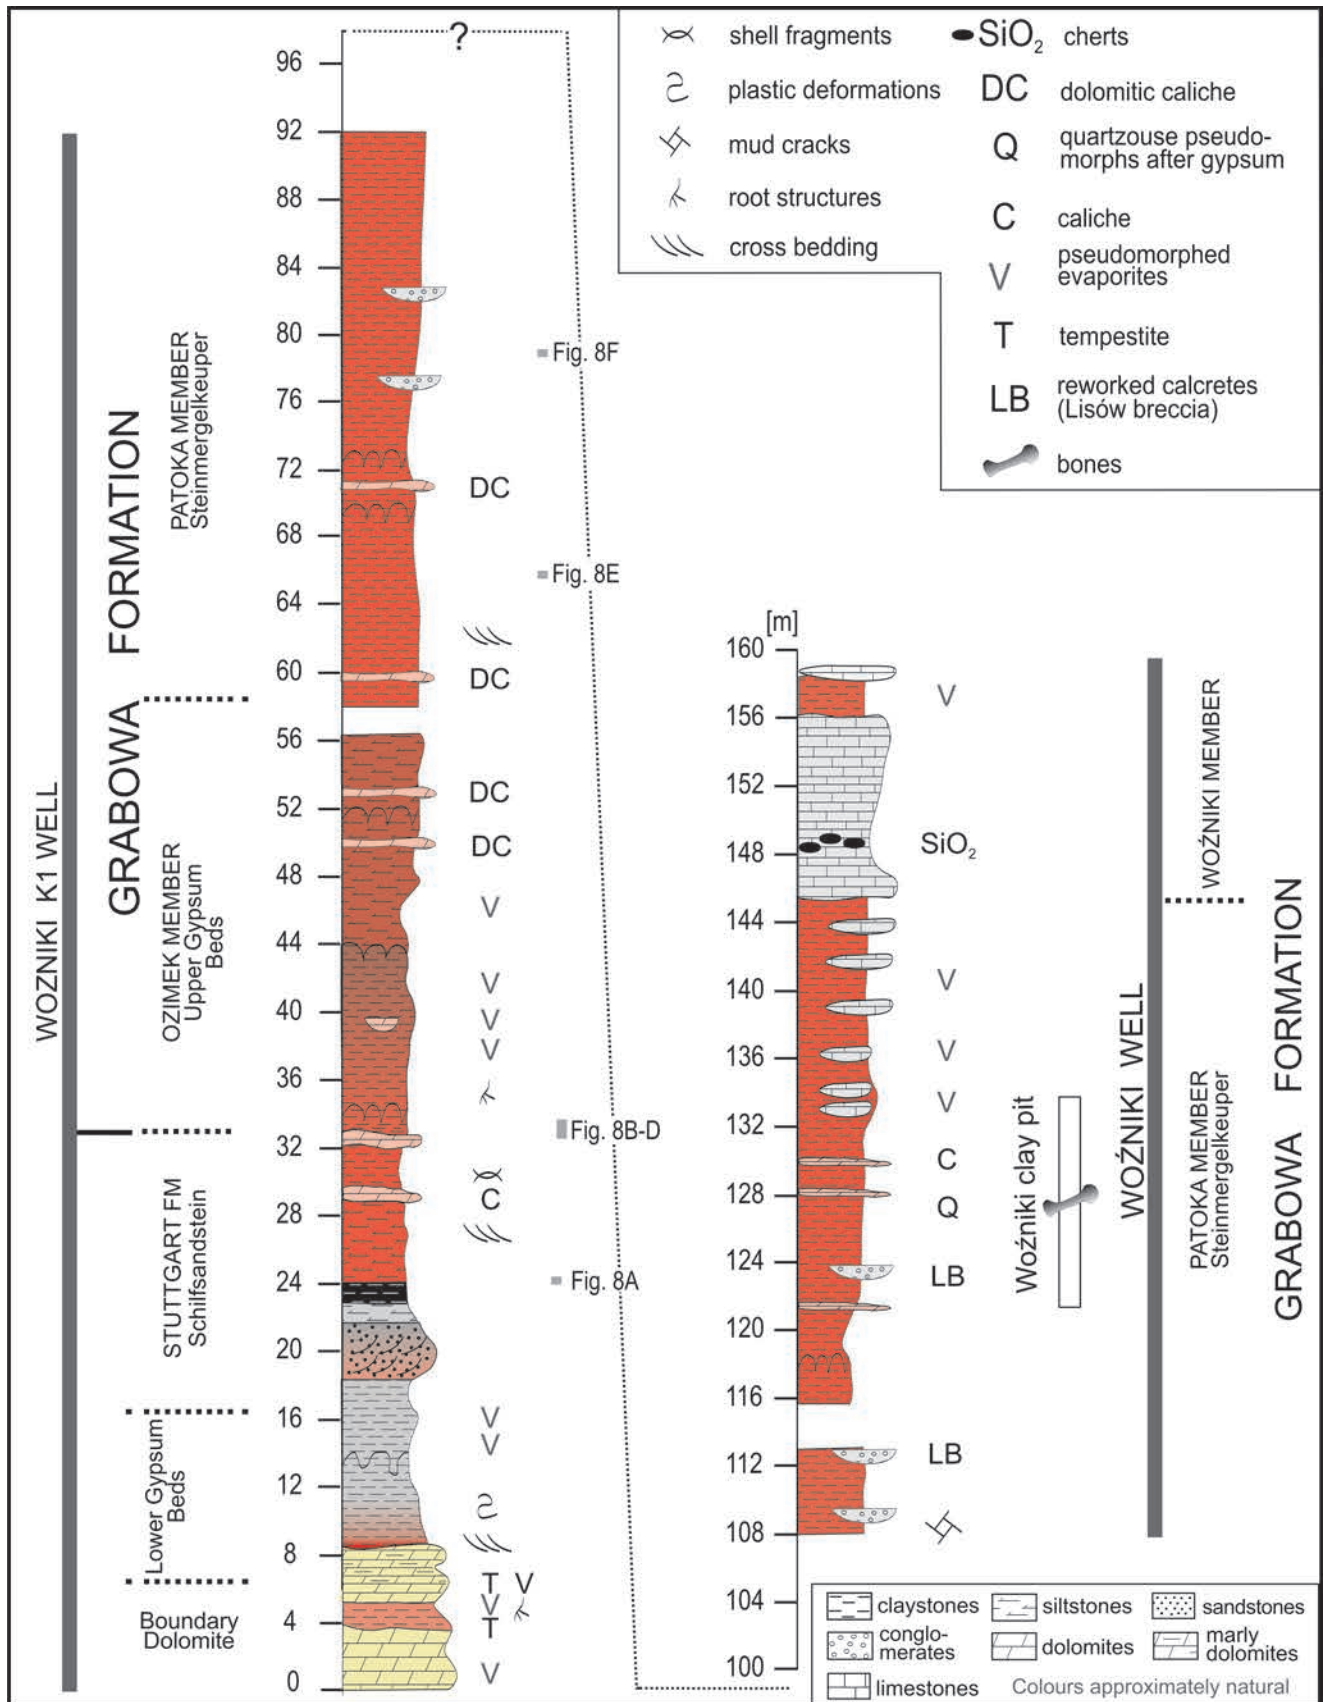 ?
shell fragments
plastic deformations
mud cracks
root structures
cross bedding
SiO₂ cherts
DC dolomitic caliche
Q quartzouse pseudo-
morphs after gypsum
C caliche
V pseudomorphed
evaporites
T tempestite
LB reworked calcretes
(Lisów breccia)
bones
WOZNIKI K1 WELL
GRABOWA FORMATION
PATOKA MEMBER
Steinmergelkeuper
OZIMEK MEMBER
Upper Gypsum
Beds
STUTTGART FM
Schilfsandstein
Lower Gypsum
Beds
Boundary
Dolomite
96
92
88
84
80
76
72
68
64
60
56
52
48
44
40
36
32
28
24
20
16
12
8
4
0
Fig. 8F
DC
Fig. 8E
DC
DC
DC
V
V
V
V
Fig. 8B-D
C
Fig. 8A
V
V
T V
V
T
V
[m]
160
156
152
148
144
140
136
132
128
124
120
116
112
108
104
100
V
SiO₂
V
V
V
C
Q
LB
LB
Woźniki clay pit
WOŹNIKI WELL
WOŹNIKI MEMBER
PATOKA MEMBER
Steinmergelkeuper
GRABOWA FORMATION
claystones siltstones sandstones
conglo-
merates dolomites marly
dolomites
limestones Colours approximately natural